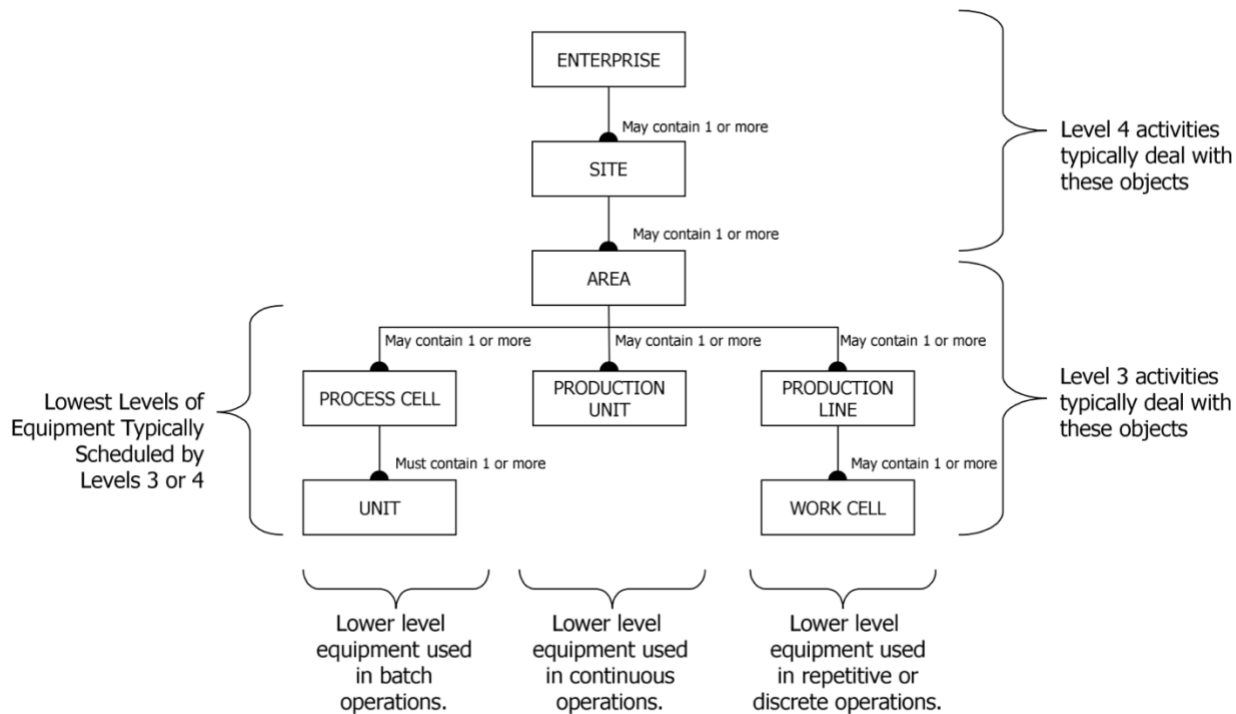 ENTERPRISE
May contain 1 or more
SITE
May contain 1 or more
AREA
Level 4 activities
typically deal with
these objects
May contain 1 or more
May contain 1 or more
May contain 1 or more
PROCESS CELL
PRODUCTION
UNIT
PRODUCTION
LINE
Must contain 1 or more
May contain 1 or more
UNIT
WORK CELL
Lowest Levels of
Equipment Typically
Scheduled by
Levels 3 or 4
Level 3 activities
typically deal with
these objects
Lower level
equipment used
in batch
operations.
Lower level
equipment used
in continuous
operations.
Lower level
equipment used
in repetitive or
discrete operations.